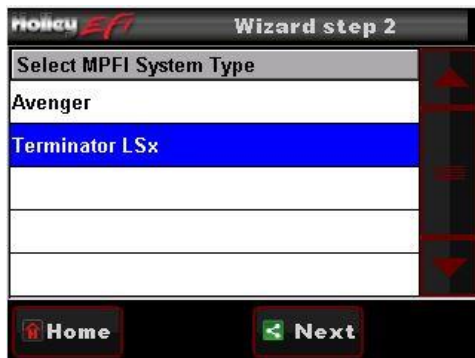 Holley EFI
Wizard step 2
Select MPFI System Type
Avenger
Terminator LSx
Home
Next